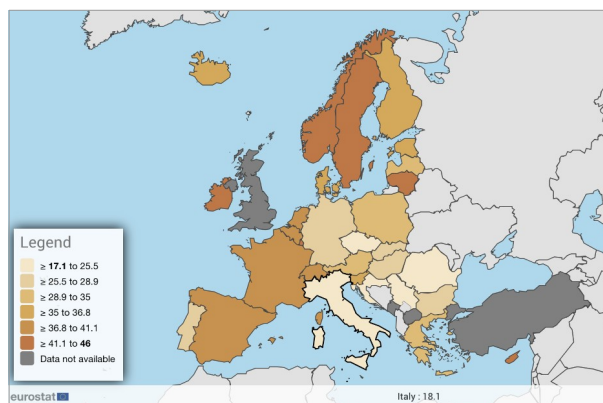 Legend
≥ 17.1 to 25.5
≥ 25.5 to 28.9
≥ 28.9 to 35
≥ 35 to 36.8
≥ 36.8 to 41.1
≥ 41.1 to 46
Data not available
eurostat
Italy : 18.1